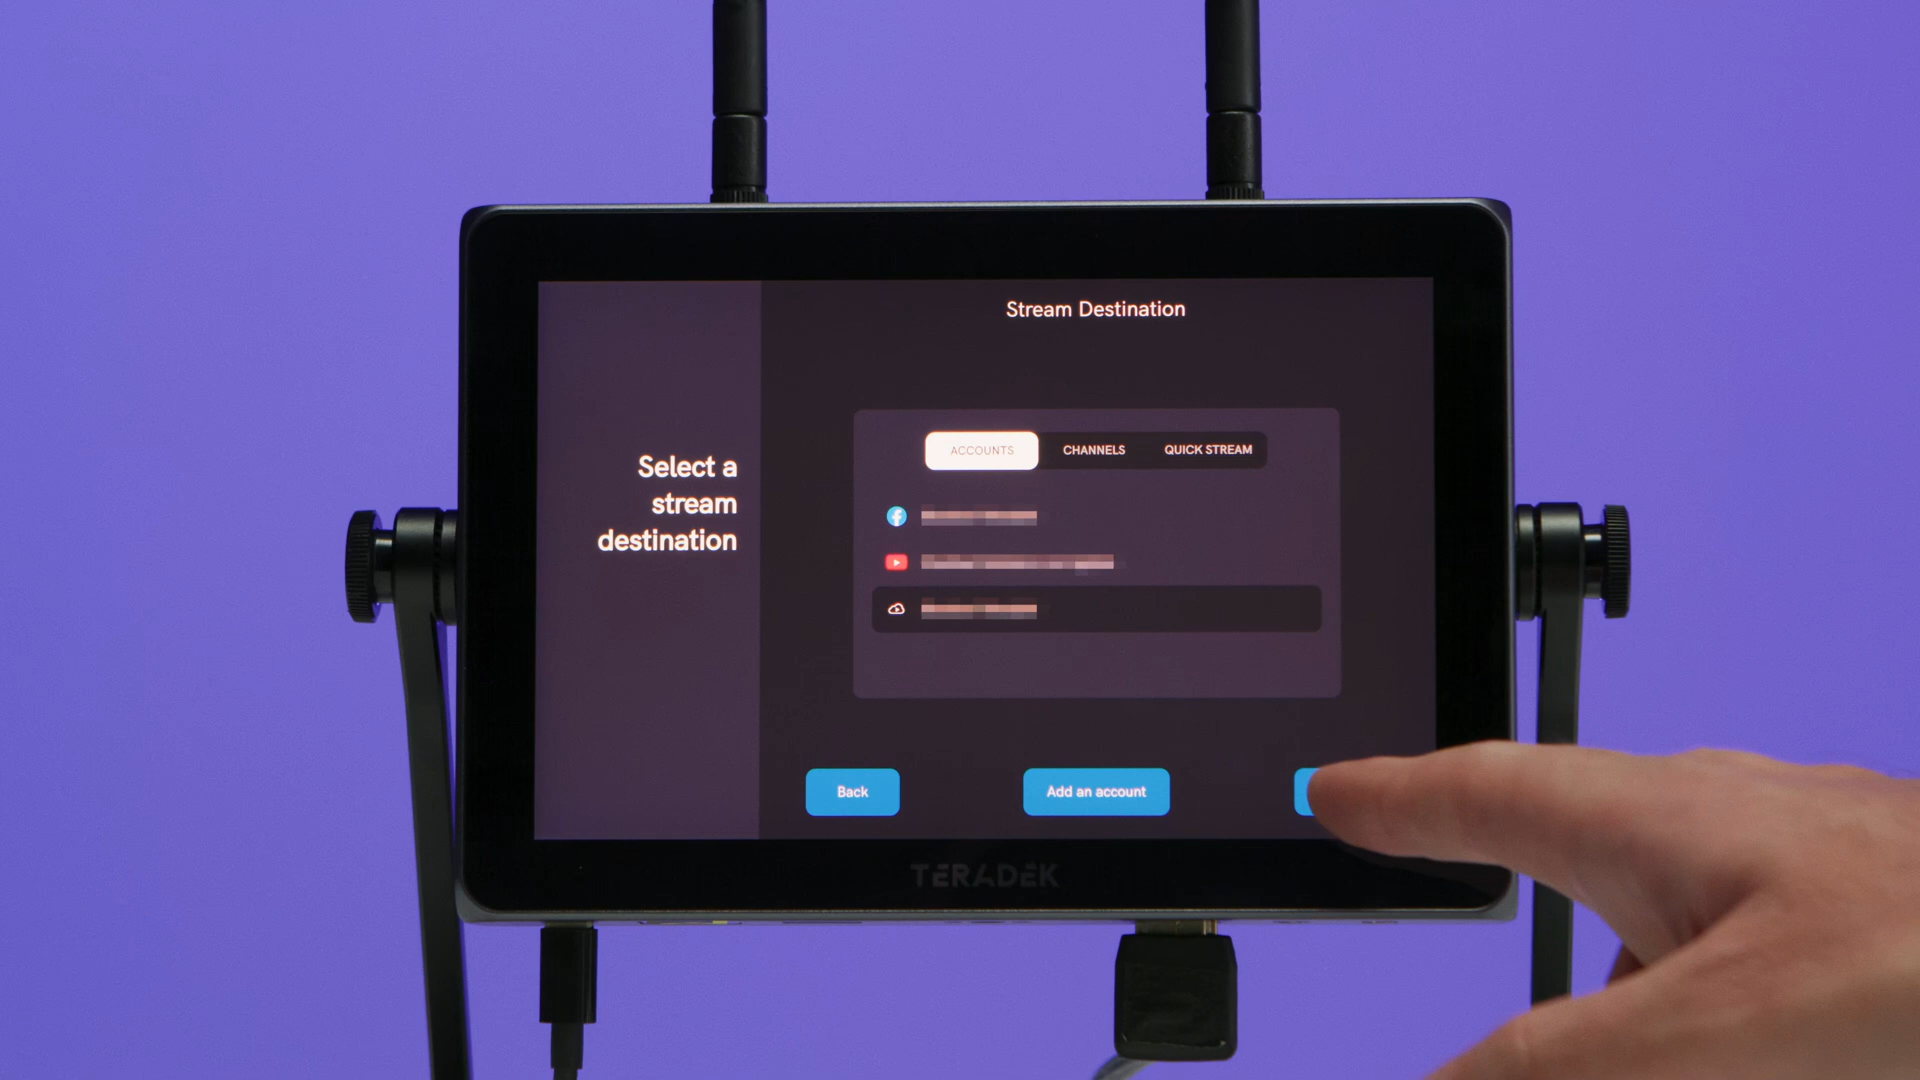 Stream Destination
Select a
stream
destination
ACCOUNTS CHANNELS QUICK STREAM
Back
Add an account
TERADEK